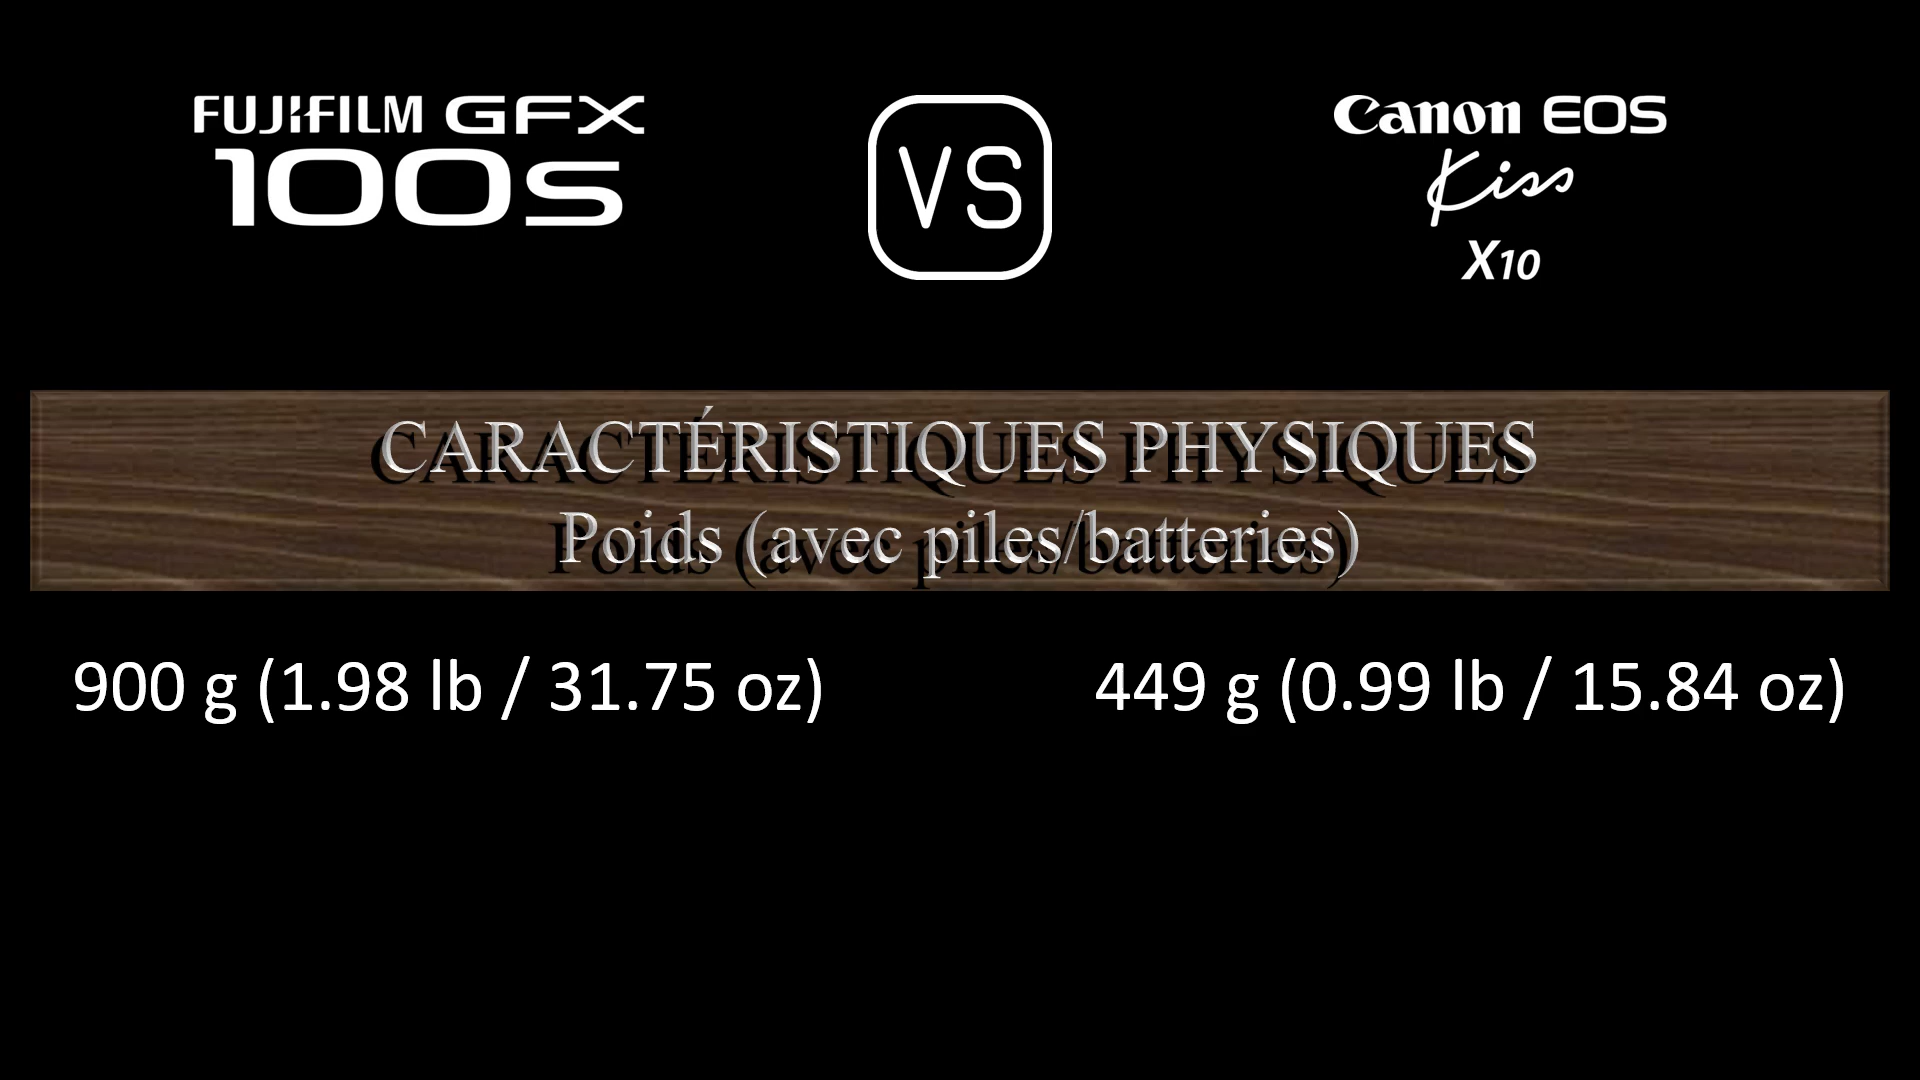 FUJIFILM GFX
100S
VS
Canon EOS
Kiss
X10
CARACTÉRISTIQUES PHYSIQUES
Poids (avec piles/batteries)
900 g (1.98 lb / 31.75 oz)
449 g (0.99 lb / 15.84 oz)